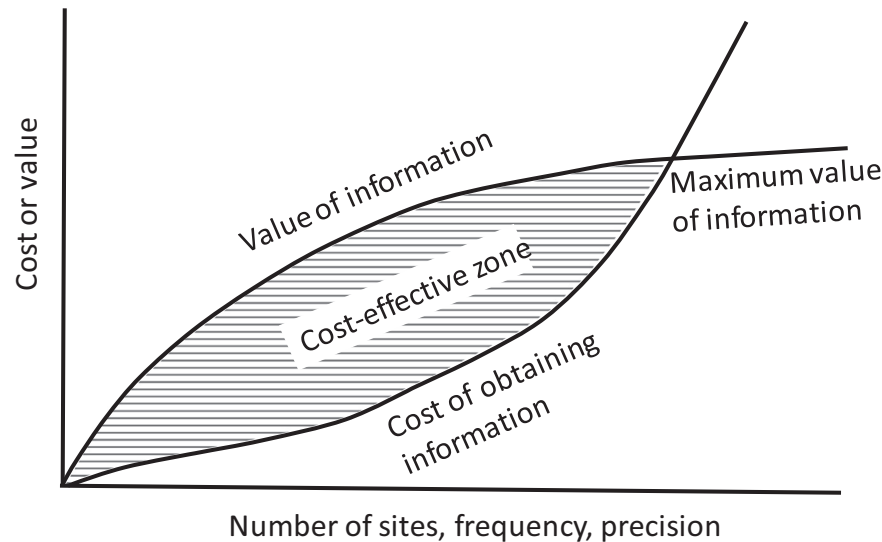 Cost or value
Value of information
Maximum value
of information
Cost-effective zone
Cost of obtaining
information
Number of sites, frequency, precision